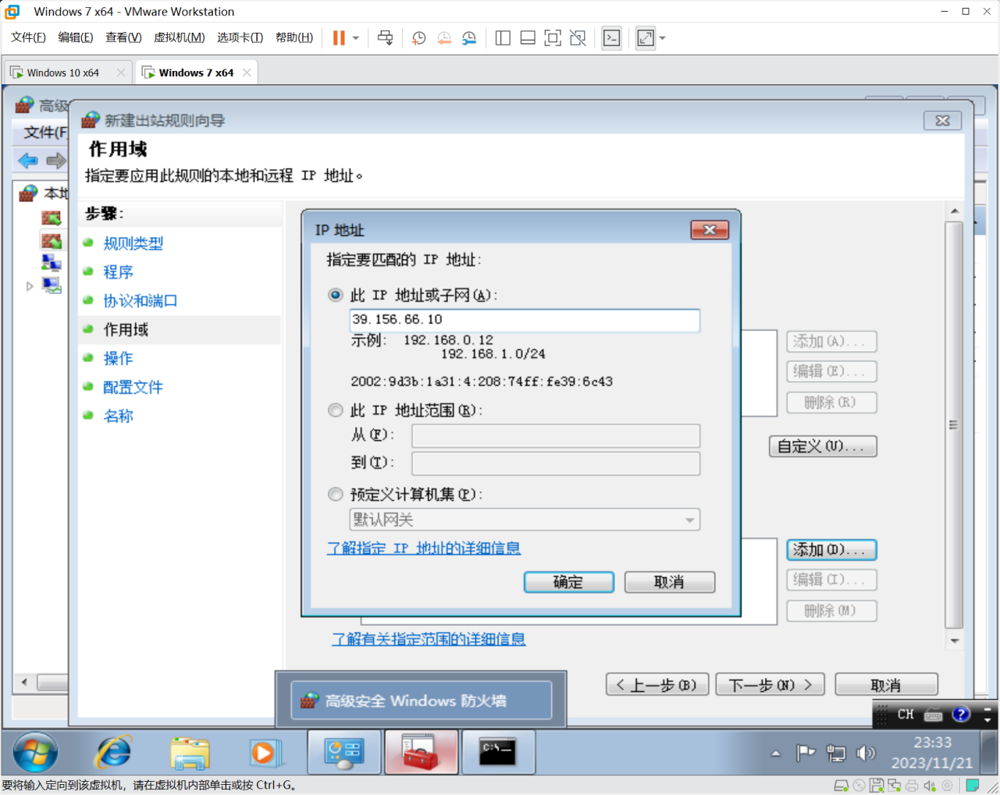 Windows 7 x64 - VMware Workstation
文件(F) 编辑(E) 查看(V) 虚拟机(M) 选项卡(T) 帮助(H)
Windows 10 x64
Windows 7 x64
高级
新建出站规则向导
文件(F
作用域
指定要应用此规则的本地和远程 IP 地址。
本地
步骤:
规则类型
程序
协议和端口
作用域
操作
配置文件
名称
IP 地址
指定要匹配的 IP 地址:
此 IP 地址或子网(A):
39.156.66.10
示例: 192.168.0.12
192.168.1.0/24
2002:9d3b:1a31:4:208:74ff:fe39:6c43
此 IP 地址范围(R):
从(F):
到(T):
预定义计算机集(P):
默认网关
了解指定 IP 地址的详细信息
确定
取消
添加(A)...
编辑(E)...
删除(R)
自定义(U)...
添加(D)...
编辑(I)...
删除(M)
了解有关指定范围的详细信息
< 上一步(B)
下一步(N) >
取消
高级安全 Windows 防火墙
CH
C:\_
23:33
2023/11/21
要将输入定向到该虚拟机，请在虚拟机内部单击或按 Ctrl+G。